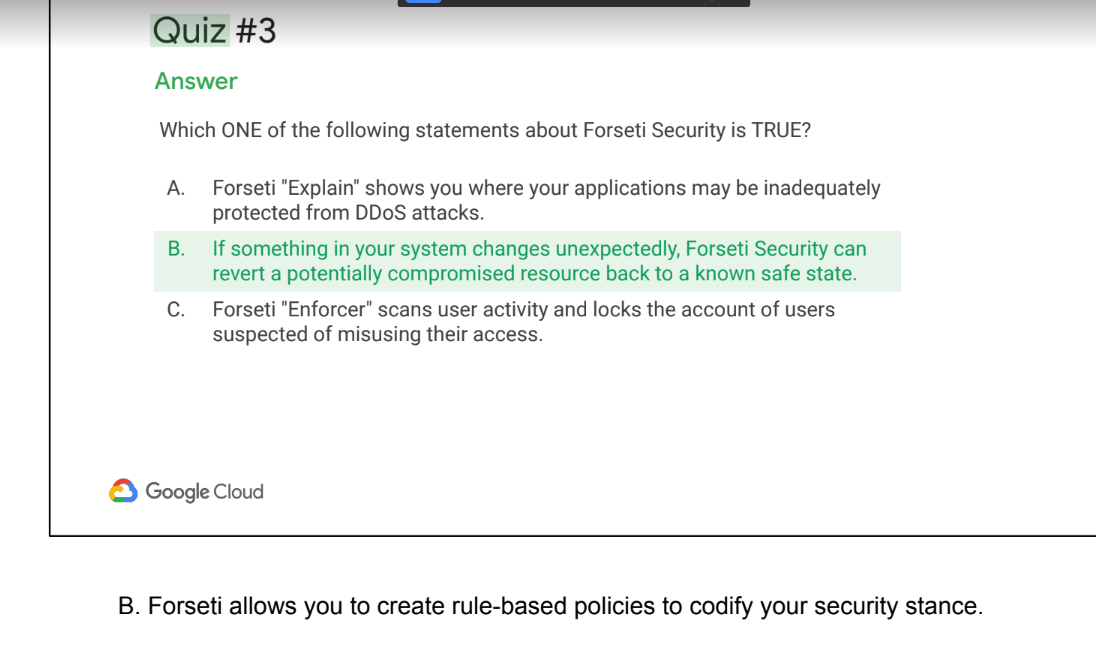 Quiz #3
Answer
Which ONE of the following statements about Forseti Security is TRUE?
A. Forseti "Explain" shows you where your applications may be inadequately
protected from DDoS attacks.
B. If something in your system changes unexpectedly, Forseti Security can
revert a potentially compromised resource back to a known safe state.
C. Forseti "Enforcer" scans user activity and locks the account of users
suspected of misusing their access.
Google Cloud
B. Forseti allows you to create rule-based policies to codify your security stance.